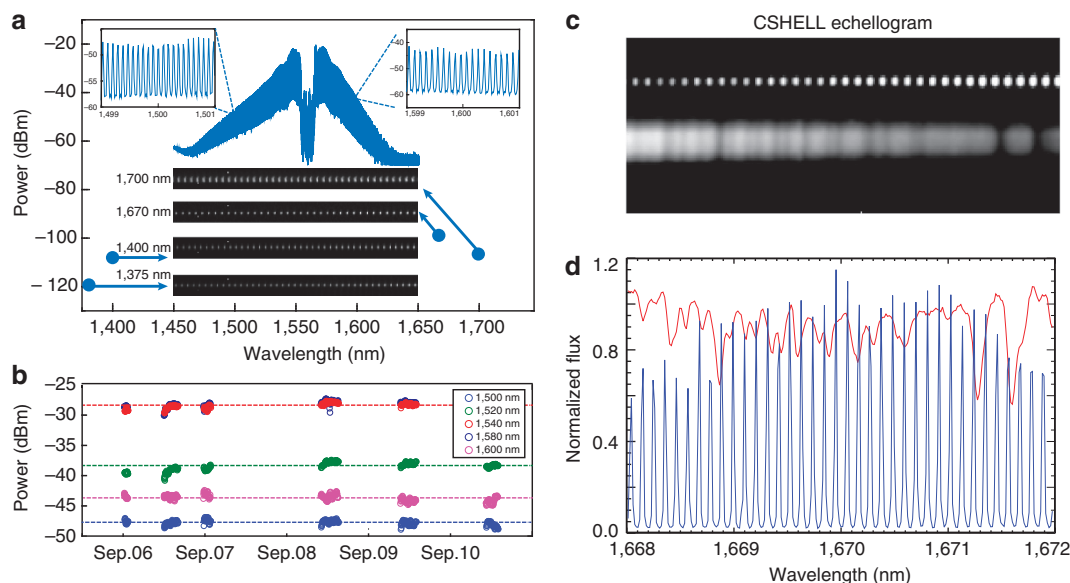 a
Power (dBm)
−20
−40
−60
−80
−100
−120
−50
−55
−60
1,499
1,500
1,501
−40
−50
−60
1,599
1,600
1,601
1,700 nm
1,670 nm
1,400 nm
1,375 nm
1,400
1,450
1,500
1,550
1,600
1,650
1,700
Wavelength (nm)
b
Power (dBm)
−25
−30
−35
−40
−45
−50
1,500 nm
1,520 nm
1,540 nm
1,580 nm
1,600 nm
Sep.06
Sep.07
Sep.08
Sep.09
Sep.10
c
CSHELL echellogram
d
Normalized flux
1.2
0.8
0.4
0.0
1,668
1,669
1,670
1,671
1,672
Wavelength (nm)